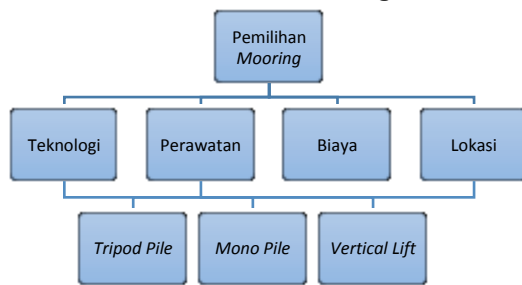 Pemilihan
Mooring
Teknologi
Perawatan
Biaya
Lokasi
Tripod Pile
Mono Pile
Vertical Lift